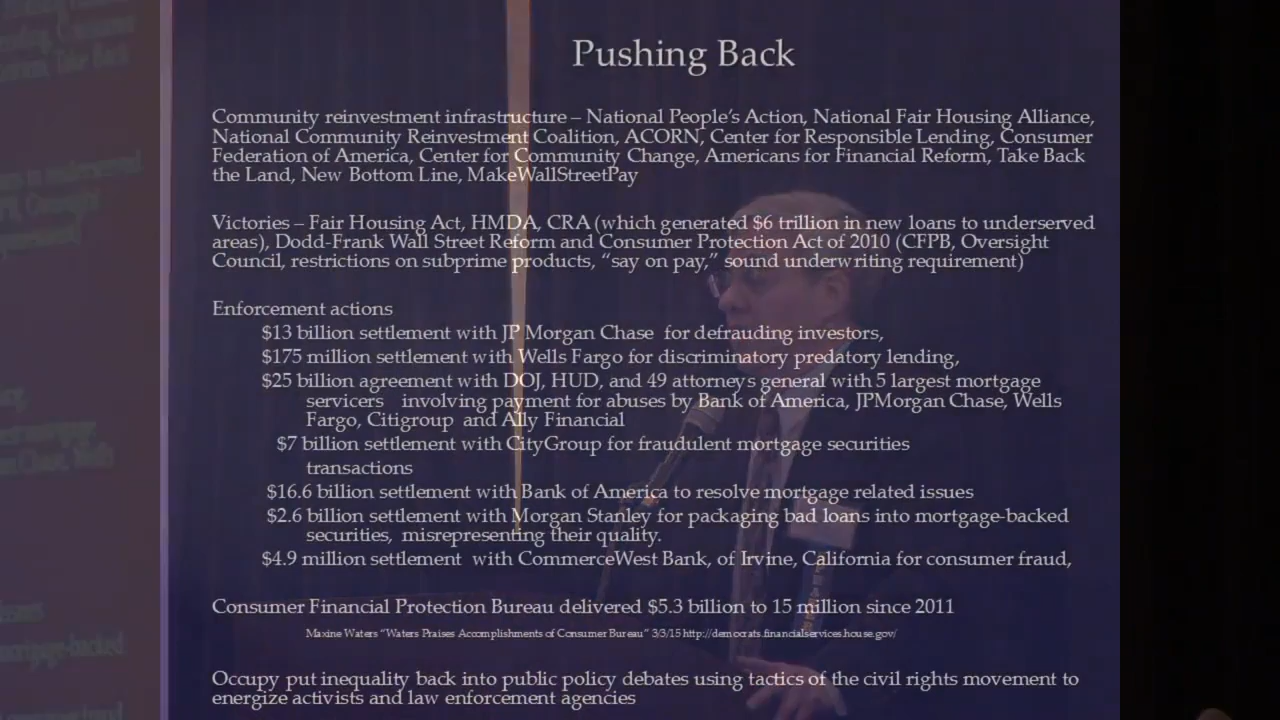 Pushing Back
Community reinvestment infrastructure – National People's Action, National Fair Housing Alliance,
National Community Reinvestment Coalition, ACORN, Center for Responsible Lending, Consumer
Federation of America, Center for Community Change, Americans for Financial Reform, Take Back
the Land, New Bottom Line, MakeWallStreetPay
Victories – Fair Housing Act, HMDA, CRA (which generated $6 trillion in new loans to underserved
areas), Dodd-Frank Wall Street Reform and Consumer Protection Act of 2010 (CFPB, Oversight
Council, restrictions on subprime products, “say on pay,” sound underwriting requirement)
Enforcement actions
$13 billion settlement with JP Morgan Chase for defrauding investors,
$175 million settlement with Wells Fargo for discriminatory predatory lending,
$25 billion agreement with DOJ, HUD, and 49 attorneys general with 5 largest mortgage
servicers involving payment for abuses by Bank of America, JPMorgan Chase, Wells
Fargo, Citigroup and Ally Financial
$7 billion settlement with CityGroup for fraudulent mortgage securities
transactions
$16.6 billion settlement with Bank of America to resolve mortgage related issues
$2.6 billion settlement with Morgan Stanley for packaging bad loans into mortgage-backed
securities, misrepresenting their quality.
$4.9 million settlement with CommerceWest Bank, of Irvine, California for consumer fraud,
Consumer Financial Protection Bureau delivered $5.3 billion to 15 million since 2011
Maxine Waters “Waters Praises Accomplishments of Consumer Bureau” 3/3/15 http://democrats.financialservices.house.gov/
Occupy put inequality back into public policy debates using tactics of the civil rights movement to
energize activists and law enforcement agencies